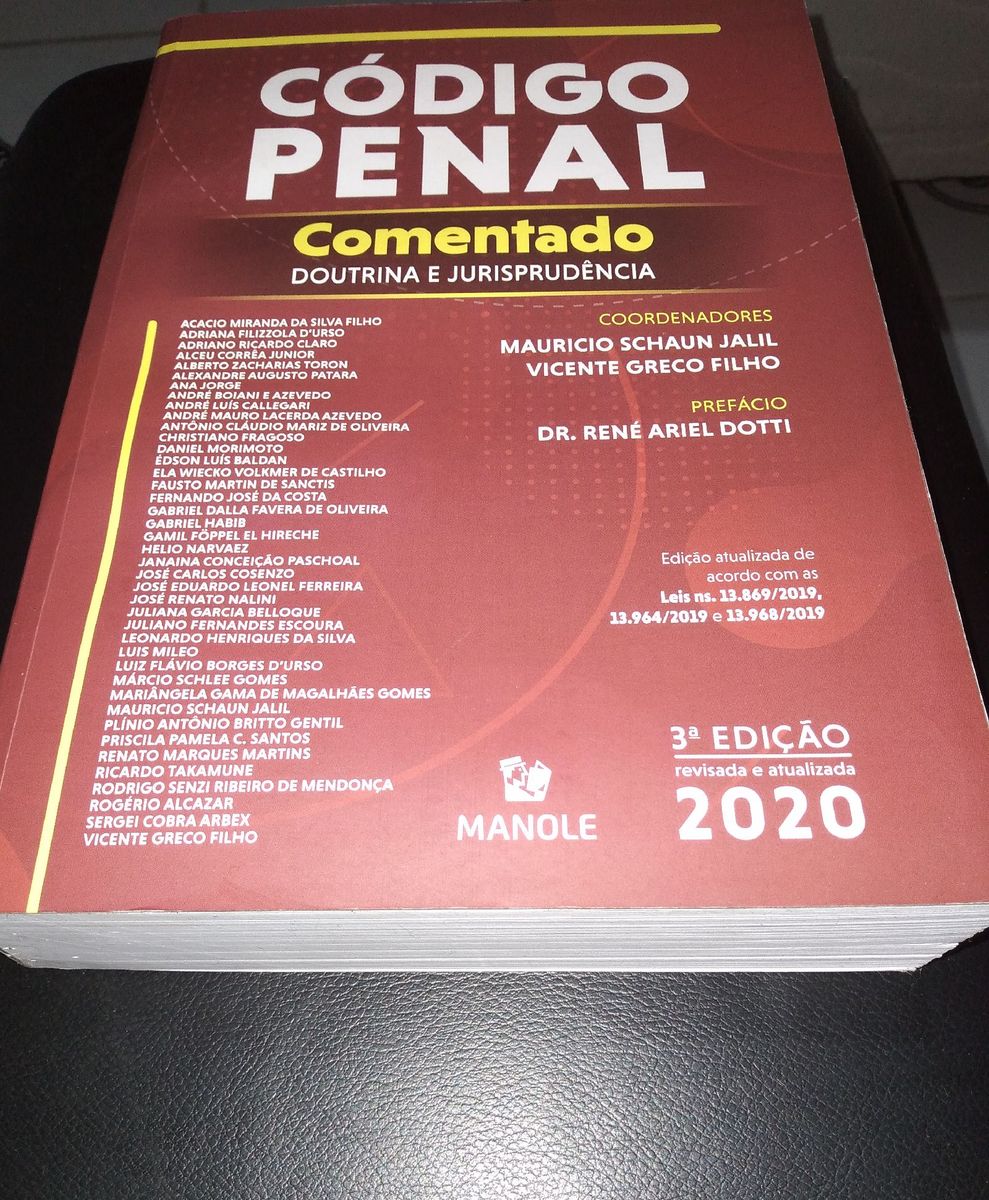 CÓDIGO
PENAL
Comentado
DOUTRINA E JURISPRUDÊNCIA
ACACIO MIRANDA DA SILVA FILHO
ADRIANA FILIZZOLA D'URSO
ADRIANO RICARDO CLARO
ALCEU CORRÊA JUNIOR
ALBERTO ZACHARIAS TORON
ALEXANDRE AUGUSTO PATARA
ANA JORGE
ANDRÉ BOIANI E AZEVEDO
ANDRÉ LUÍS CALLEGARI
ANDRÉ MAURO LACERDA AZEVEDO
ANTÔNIO CLÁUDIO MARIZ DE OLIVEIRA
CHRISTIANO FRAGOSO
DANIEL MORIMOTO
ÉDSON LUÍS BALDAN
ELA WIECKO VOLKMER DE CASTILHO
FAUSTO MARTIN DE SANCTIS
FERNANDO JOSÉ DA COSTA
GABRIEL DALLA FAVERA DE OLIVEIRA
GABRIEL HABIB
GAMIL FÖPPEL EL HIRECHE
HELIO NARVAEZ
JANAINA CONCEIÇÃO PASCHOAL
JOSÉ CARLOS COSENZO
JOSÉ EDUARDO LEONEL FERREIRA
JOSÉ RENATO NALINI
JULIANA GARCIA BELLOQUE
JULIANO FERNANDES ESCOURA
LEONARDO HENRIQUES DA SILVA
LUIS MILEO
LUIZ FLÁVIO BORGES D'URSO
MÁRCIO SCHLEE GOMES
MARIÂNGELA GAMA DE MAGALHÃES GOMES
MAURICIO SCHAUN JALIL
PLÍNIO ANTÔNIO BRITTO GENTIL
PRISCILA PAMELA C. SANTOS
RENATO MARQUES MARTINS
RICARDO TAKAMUNE
RODRIGO SENZI RIBEIRO DE MENDONÇA
ROGÉRIO ALCAZAR
SERGEI COBRA ARBEX
VICENTE GRECO FILHO
COORDENADORES
MAURICIO SCHAUN JALIL
VICENTE GRECO FILHO
PREFÁCIO
DR. RENÉ ARIEL DOTTI
Edição atualizada de
acordo com as
Leis ns. 13.869/2019,
13.964/2019 e 13.968/2019
3ª EDIÇÃO
revisada e atualizada
2020
MANOLE